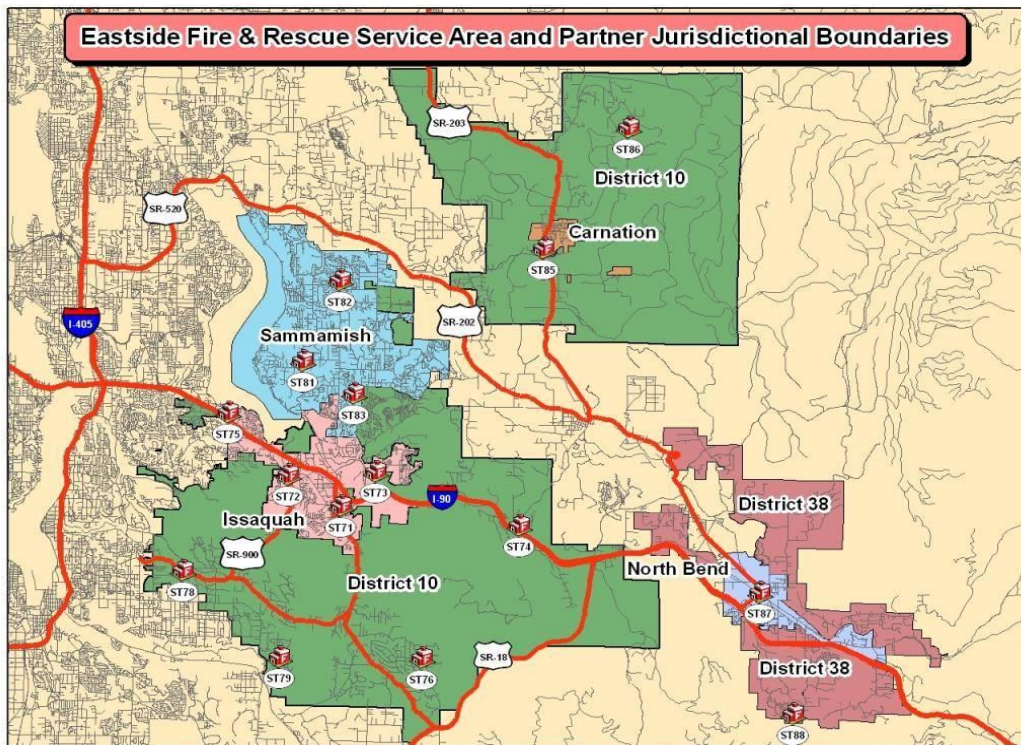 Eastside Fire & Rescue Service Area and Partner Jurisdictional Boundaries
SR-203
ST86
District 10
SR-520
Carnation
ST85
ST82
I-405
SR-202
Sammamish
ST81
ST83
ST75
ST72
ST73
I-90
District 38
Issaquah
ST71
ST74
SR-900
North Bend
ST78
District 10
ST87
ST79
ST76
SR-18
District 38
ST88